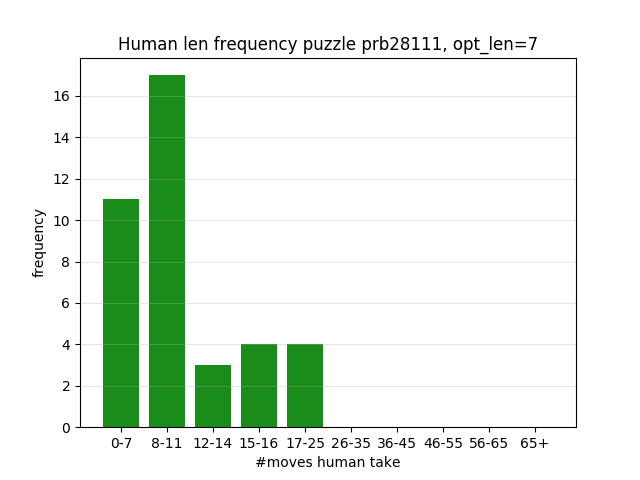 Human len frequency puzzle prb28111, opt_len=7
frequency
16
14
12
10
8
6
4
2
0
0-7 8-11 12-14 15-16 17-25 26-35 36-45 46-55 56-65 65+
#moves human take